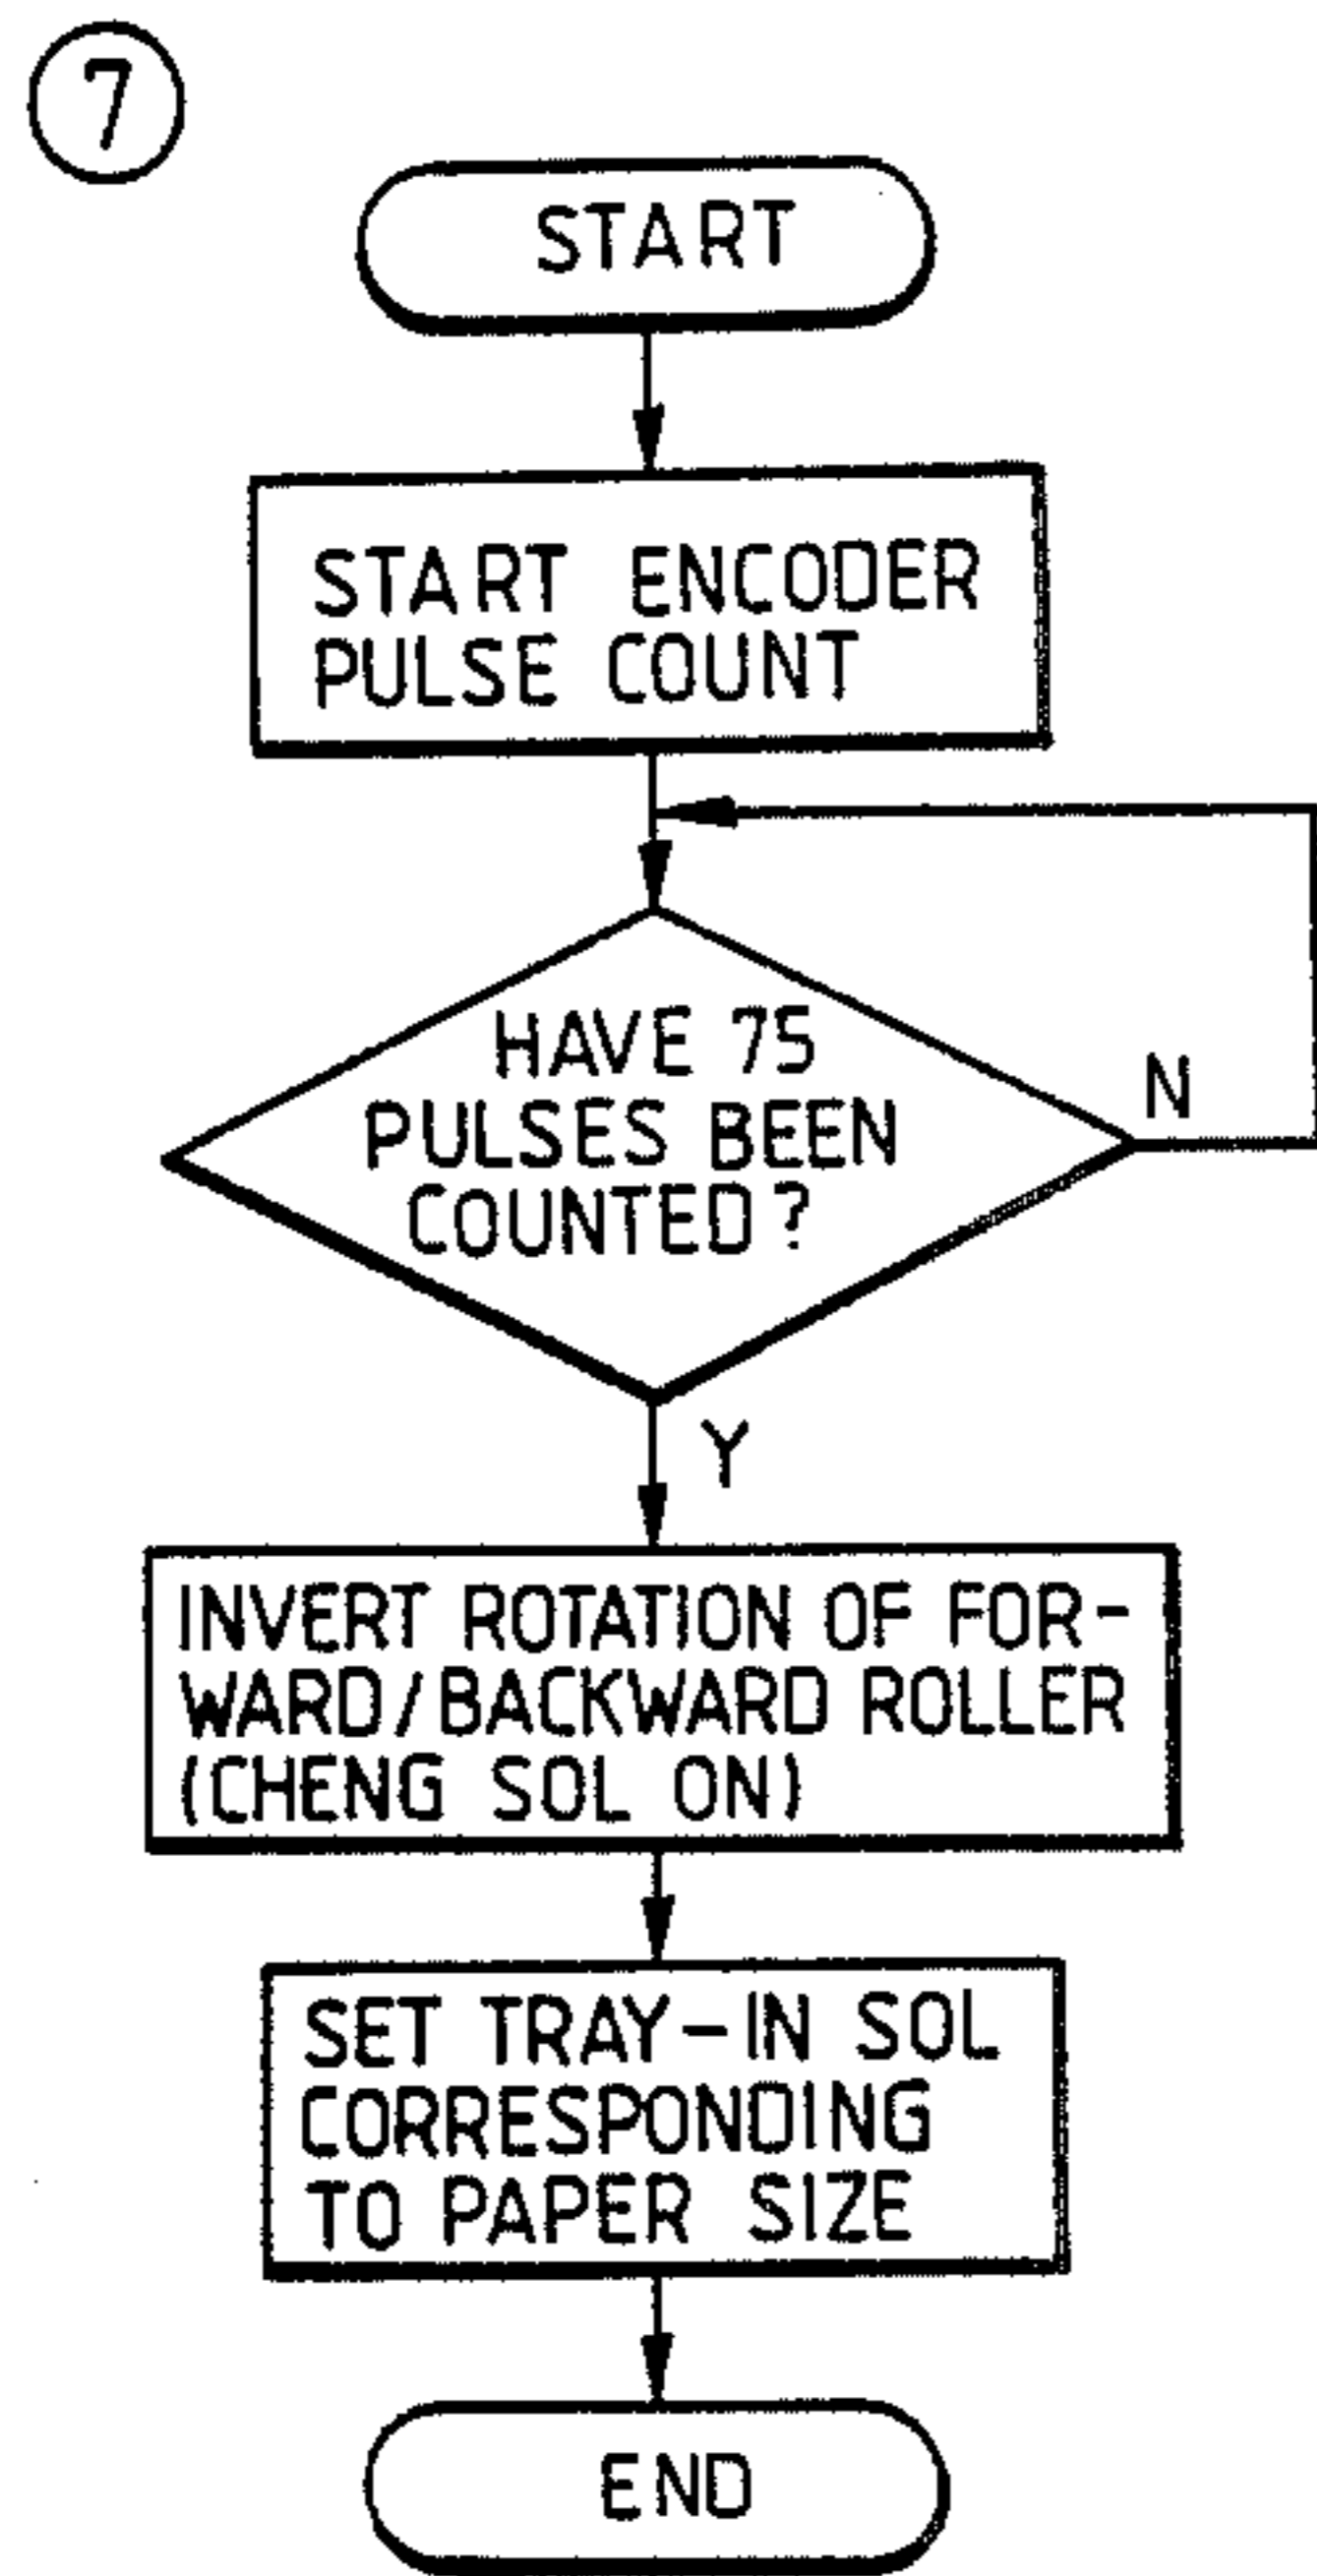 7
START
START ENCODER
PULSE COUNT
HAVE 75
PULSES BEEN
COUNTED?
N
Y
INVERT ROTATION OF FOR-
WARD/BACKWARD ROLLER
(CHENG SOL ON)
SET TRAY-IN SOL
CORRESPONDING
TO PAPER SIZE
END